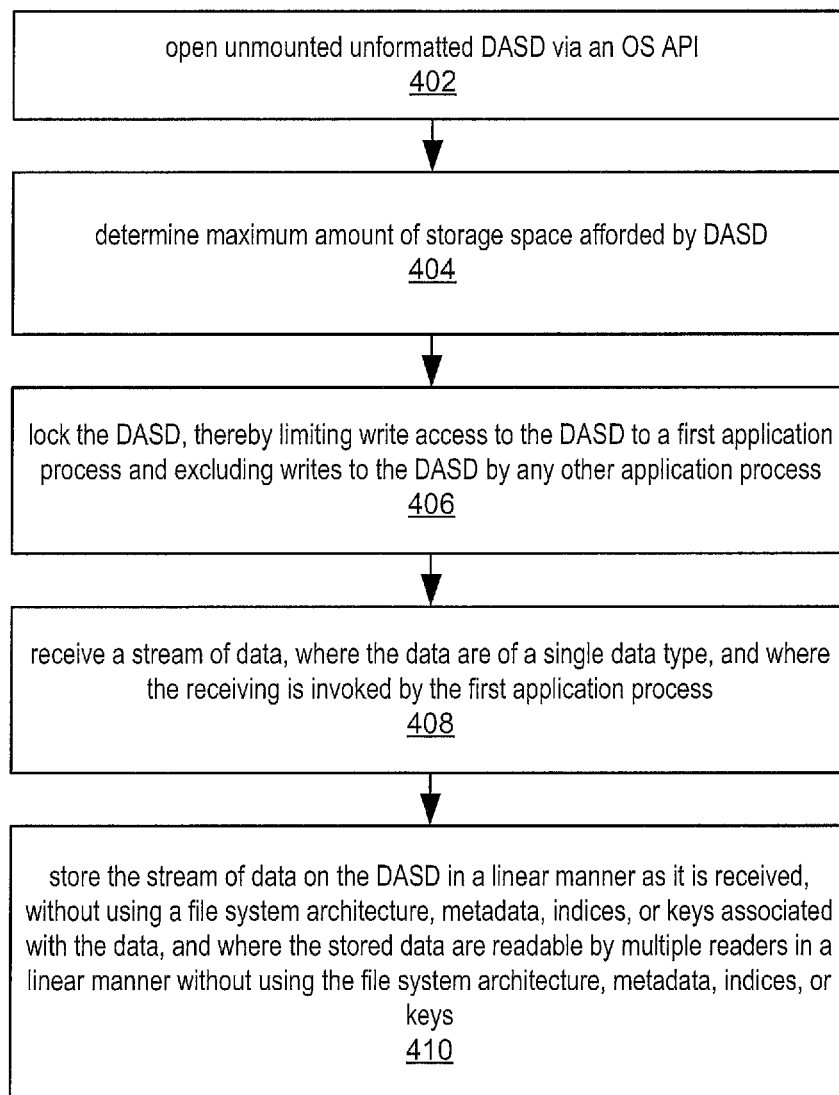 open unmounted unformatted DASD via an OS API
402
determine maximum amount of storage space afforded by DASD
404
lock the DASD, thereby limiting write access to the DASD to a first application
process and excluding writes to the DASD by any other application process
406
receive a stream of data, where the data are of a single data type, and where
the receiving is invoked by the first application process
408
store the stream of data on the DASD in a linear manner as it is received,
without using a file system architecture, metadata, indices, or keys associated
with the data, and where the stored data are readable by multiple readers in a
linear manner without using the file system architecture, metadata, indices, or
keys
410